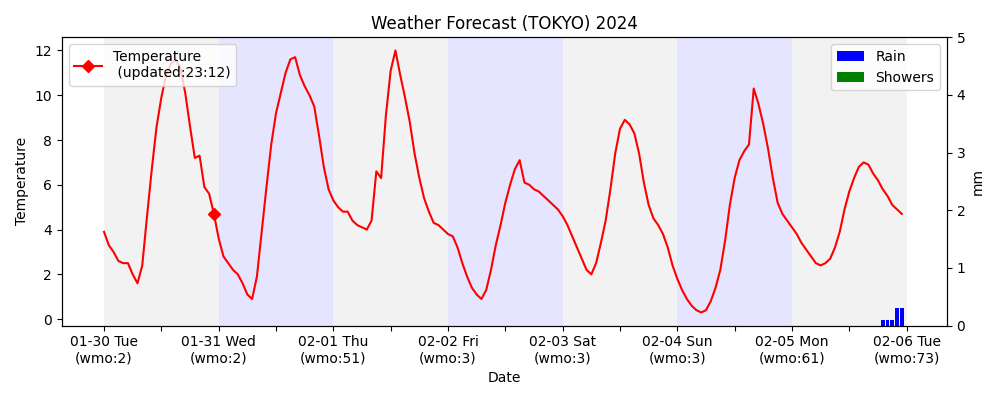 Weather Forecast (TOKYO) 2024
Temperature
(updated:23:12)
Rain
Showers
12
10
8
6
4
2
0
Temperature
5
4
3
2
1
0
mm
01-30 Tue
(wmo:2)
01-31 Wed
(wmo:2)
02-01 Thu
(wmo:51)
02-02 Fri
(wmo:3)
02-03 Sat
(wmo:3)
02-04 Sun
(wmo:3)
02-05 Mon
(wmo:61)
02-06 Tue
(wmo:73)
Date